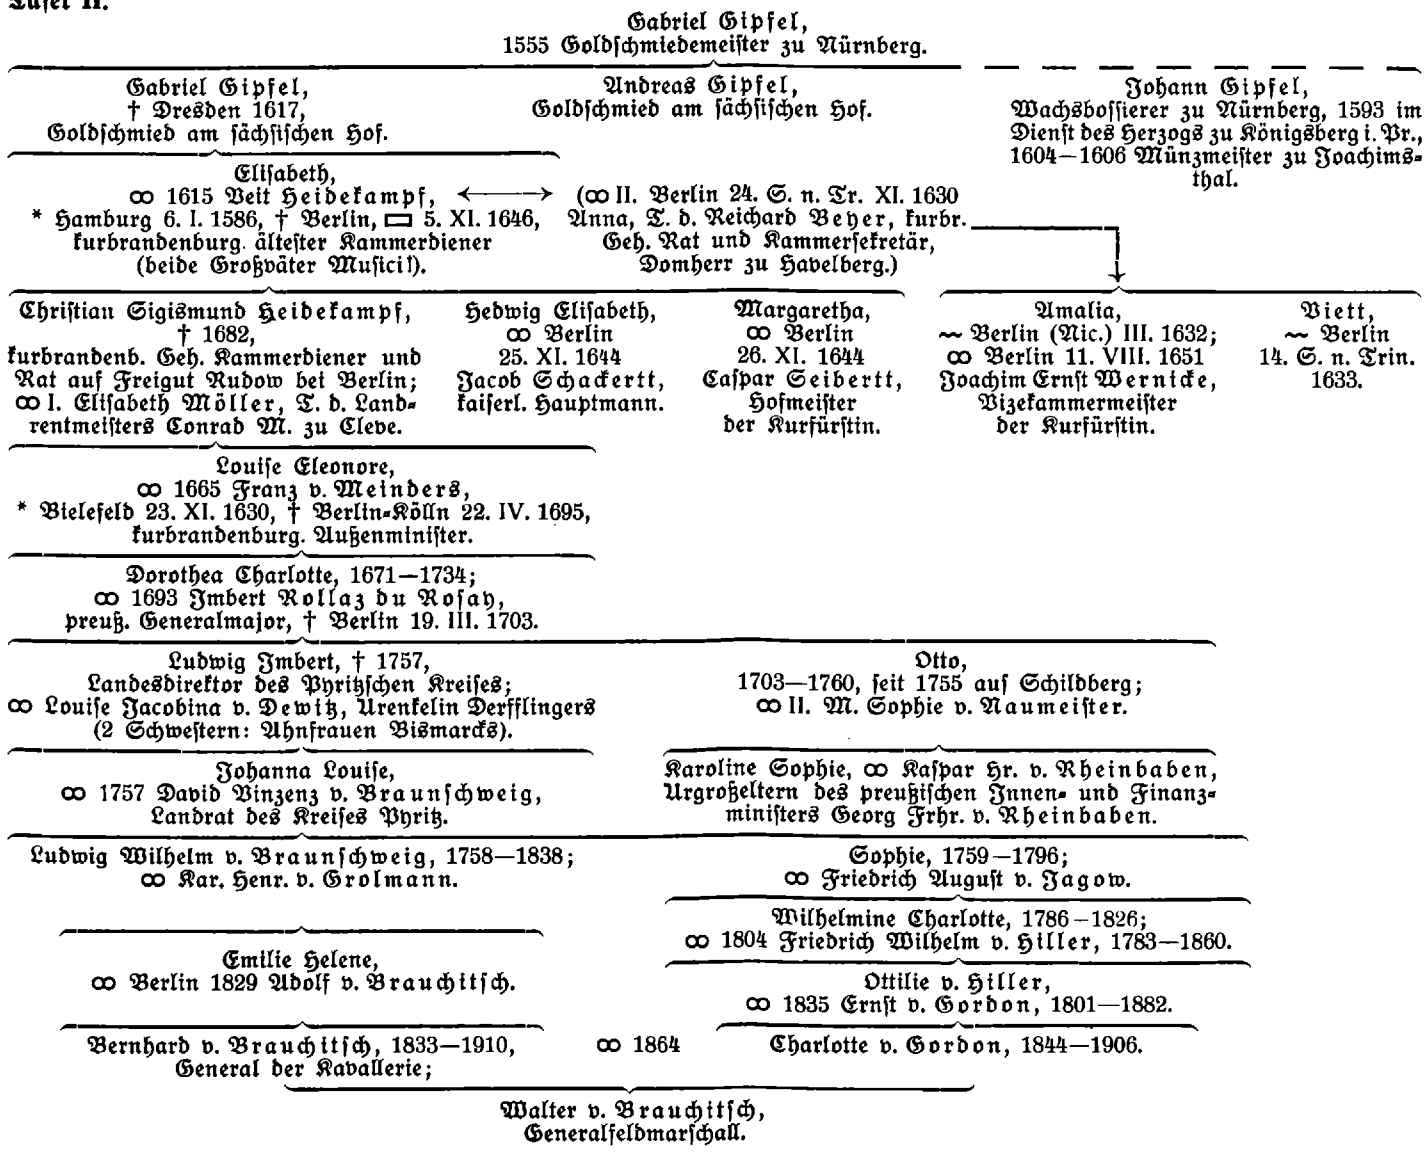 Tafel II.
Gabriel Gipfel,
1555 Goldschmiedemeister zu Nürnberg.
Gabriel Gipfel,
† Dresden 1617,
Goldschmied am sächsischen Hof.
Andreas Gipfel,
Goldschmied am sächsischen Hof.
Johann Gipfel,
Wachsbossierer zu Nürnberg, 1593 im
Dienst des Herzogs zu Königsberg i. Pr.,
1604—1606 Münzmeister zu Joachims-
thal.
Elisabeth,
∞ 1615 Veit Heidekampf,
* Hamburg 6. I. 1586, † Berlin, ▭ 5. XI. 1646,
kurbrandenburg. ältester Kammerdiener
(beide Großväter Musici!).
(∞ II. Berlin 24. S. n. Tr. XI. 1630
Anna, T. d. Reichard Beyer, kurbr.
Geh. Rat und Kammersekretär,
Domherr zu Havelberg.)
Christian Sigismund Heidekampf,
† 1682,
kurbrandenb. Geh. Kammerdiener und
Rat auf Freigut Rudow bei Berlin;
∞ I. Elisabeth Möller, T. d. Land-
rentmeisters Conrad M. zu Cleve.
Hedwig Elisabeth,
∞ Berlin
25. XI. 1644
Jacob Schackertt,
kaiserl. Hauptmann.
Margaretha,
∞ Berlin
26. XI. 1644
Caspar Seibertt,
Hofmeister
der Kurfürstin.
Amalia,
~ Berlin (Nic.) III. 1632;
∞ Berlin 11. VIII. 1651
Joachim Ernst Wernicke,
Vizekammermeister
der Kurfürstin.
Viett,
~ Berlin
14. S. n. Trin.
1633.
Louise Eleonore,
∞ 1665 Franz v. Meinders,
* Bielefeld 23. XI. 1630, † Berlin-Kölln 22. IV. 1695,
kurbrandenburg. Außenminister.
Dorothea Charlotte, 1671—1734;
∞ 1693 Imbert Rollaz du Rosay,
preuß. Generalmajor, † Berlin 19. III. 1703.
Ludwig Imbert, † 1757,
Landesdirektor des Pyritzschen Kreises;
∞ Louise Jacobina v. Dewitz, Urenkelin Derfflingers
(2 Schwestern: Ahnfrauen Bismarcks).
Otto,
1703—1760, seit 1755 auf Schildberg;
∞ II. M. Sophie v. Naumeister.
Johanna Louise,
∞ 1757 David Vinzenz v. Braunschweig,
Landrat des Kreises Pyritz.
Karoline Sophie, ∞ Kaspar Hr. v. Rheinbaben,
Urgroßeltern des preußischen Innen- und Finanz-
ministers Georg Frhr. v. Rheinbaben.
Ludwig Wilhelm v. Braunschweig, 1758—1838;
∞ Kar. Henr. v. Grolmann.
Sophie, 1759—1796;
∞ Friedrich August v. Jagow.
Wilhelmine Charlotte, 1786—1826;
∞ 1804 Friedrich Wilhelm v. Hiller, 1783—1860.
Emilie Helene,
∞ Berlin 1829 Adolf v. Brauchitsch.
Ottilie v. Hiller,
∞ 1835 Ernst v. Gordon, 1801—1882.
Bernhard v. Brauchitsch, 1833—1910,
General der Kavallerie;
∞ 1864
Charlotte v. Gordon, 1844—1906.
Walter v. Brauchitsch,
Generalfeldmarschall.